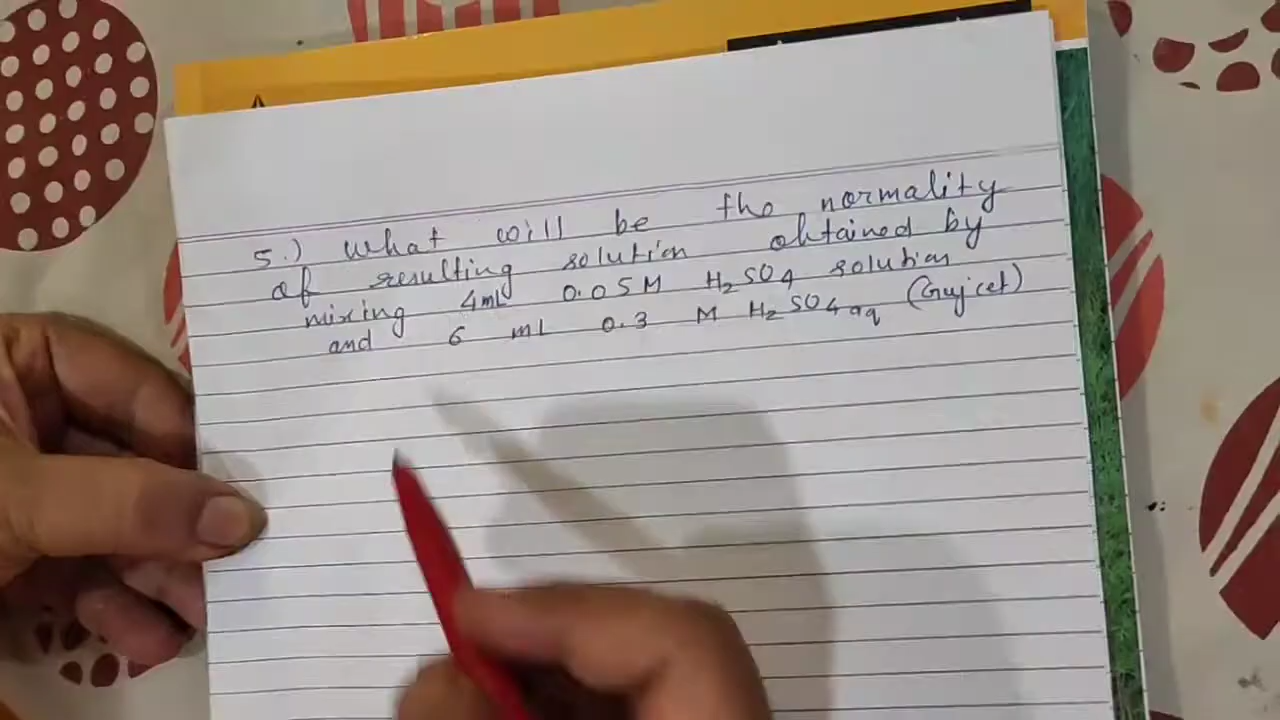 5.) What will be the normality
of resulting solution obtained by
mixing 4mL 0.05M H₂SO₄ solution
and 6 ml 0.3 M H₂SO₄ aq (Gujcet)